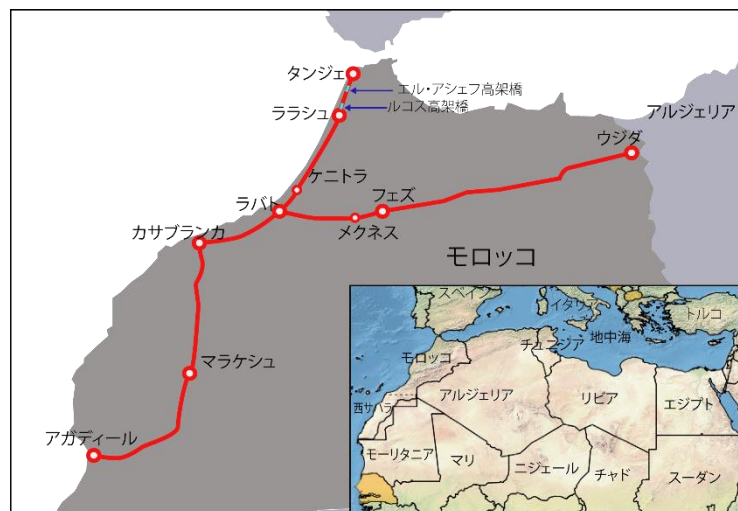 タンジェ
エル・アシェフ高架橋
ララシュ
ルコス高架橋
アルジェリア
ウジダ
ケニトラ
ラバト
フェズ
カサブランカ
メクネス
モロッコ
マラケシュ
アガディール
スペイン
イタリア
トルコ
チュニジア
地中海
モロッコ
アルジェリア
リビア
エジプト
西サハラ
モーリタニア
マリ
ニジェール
チャド
スーダン